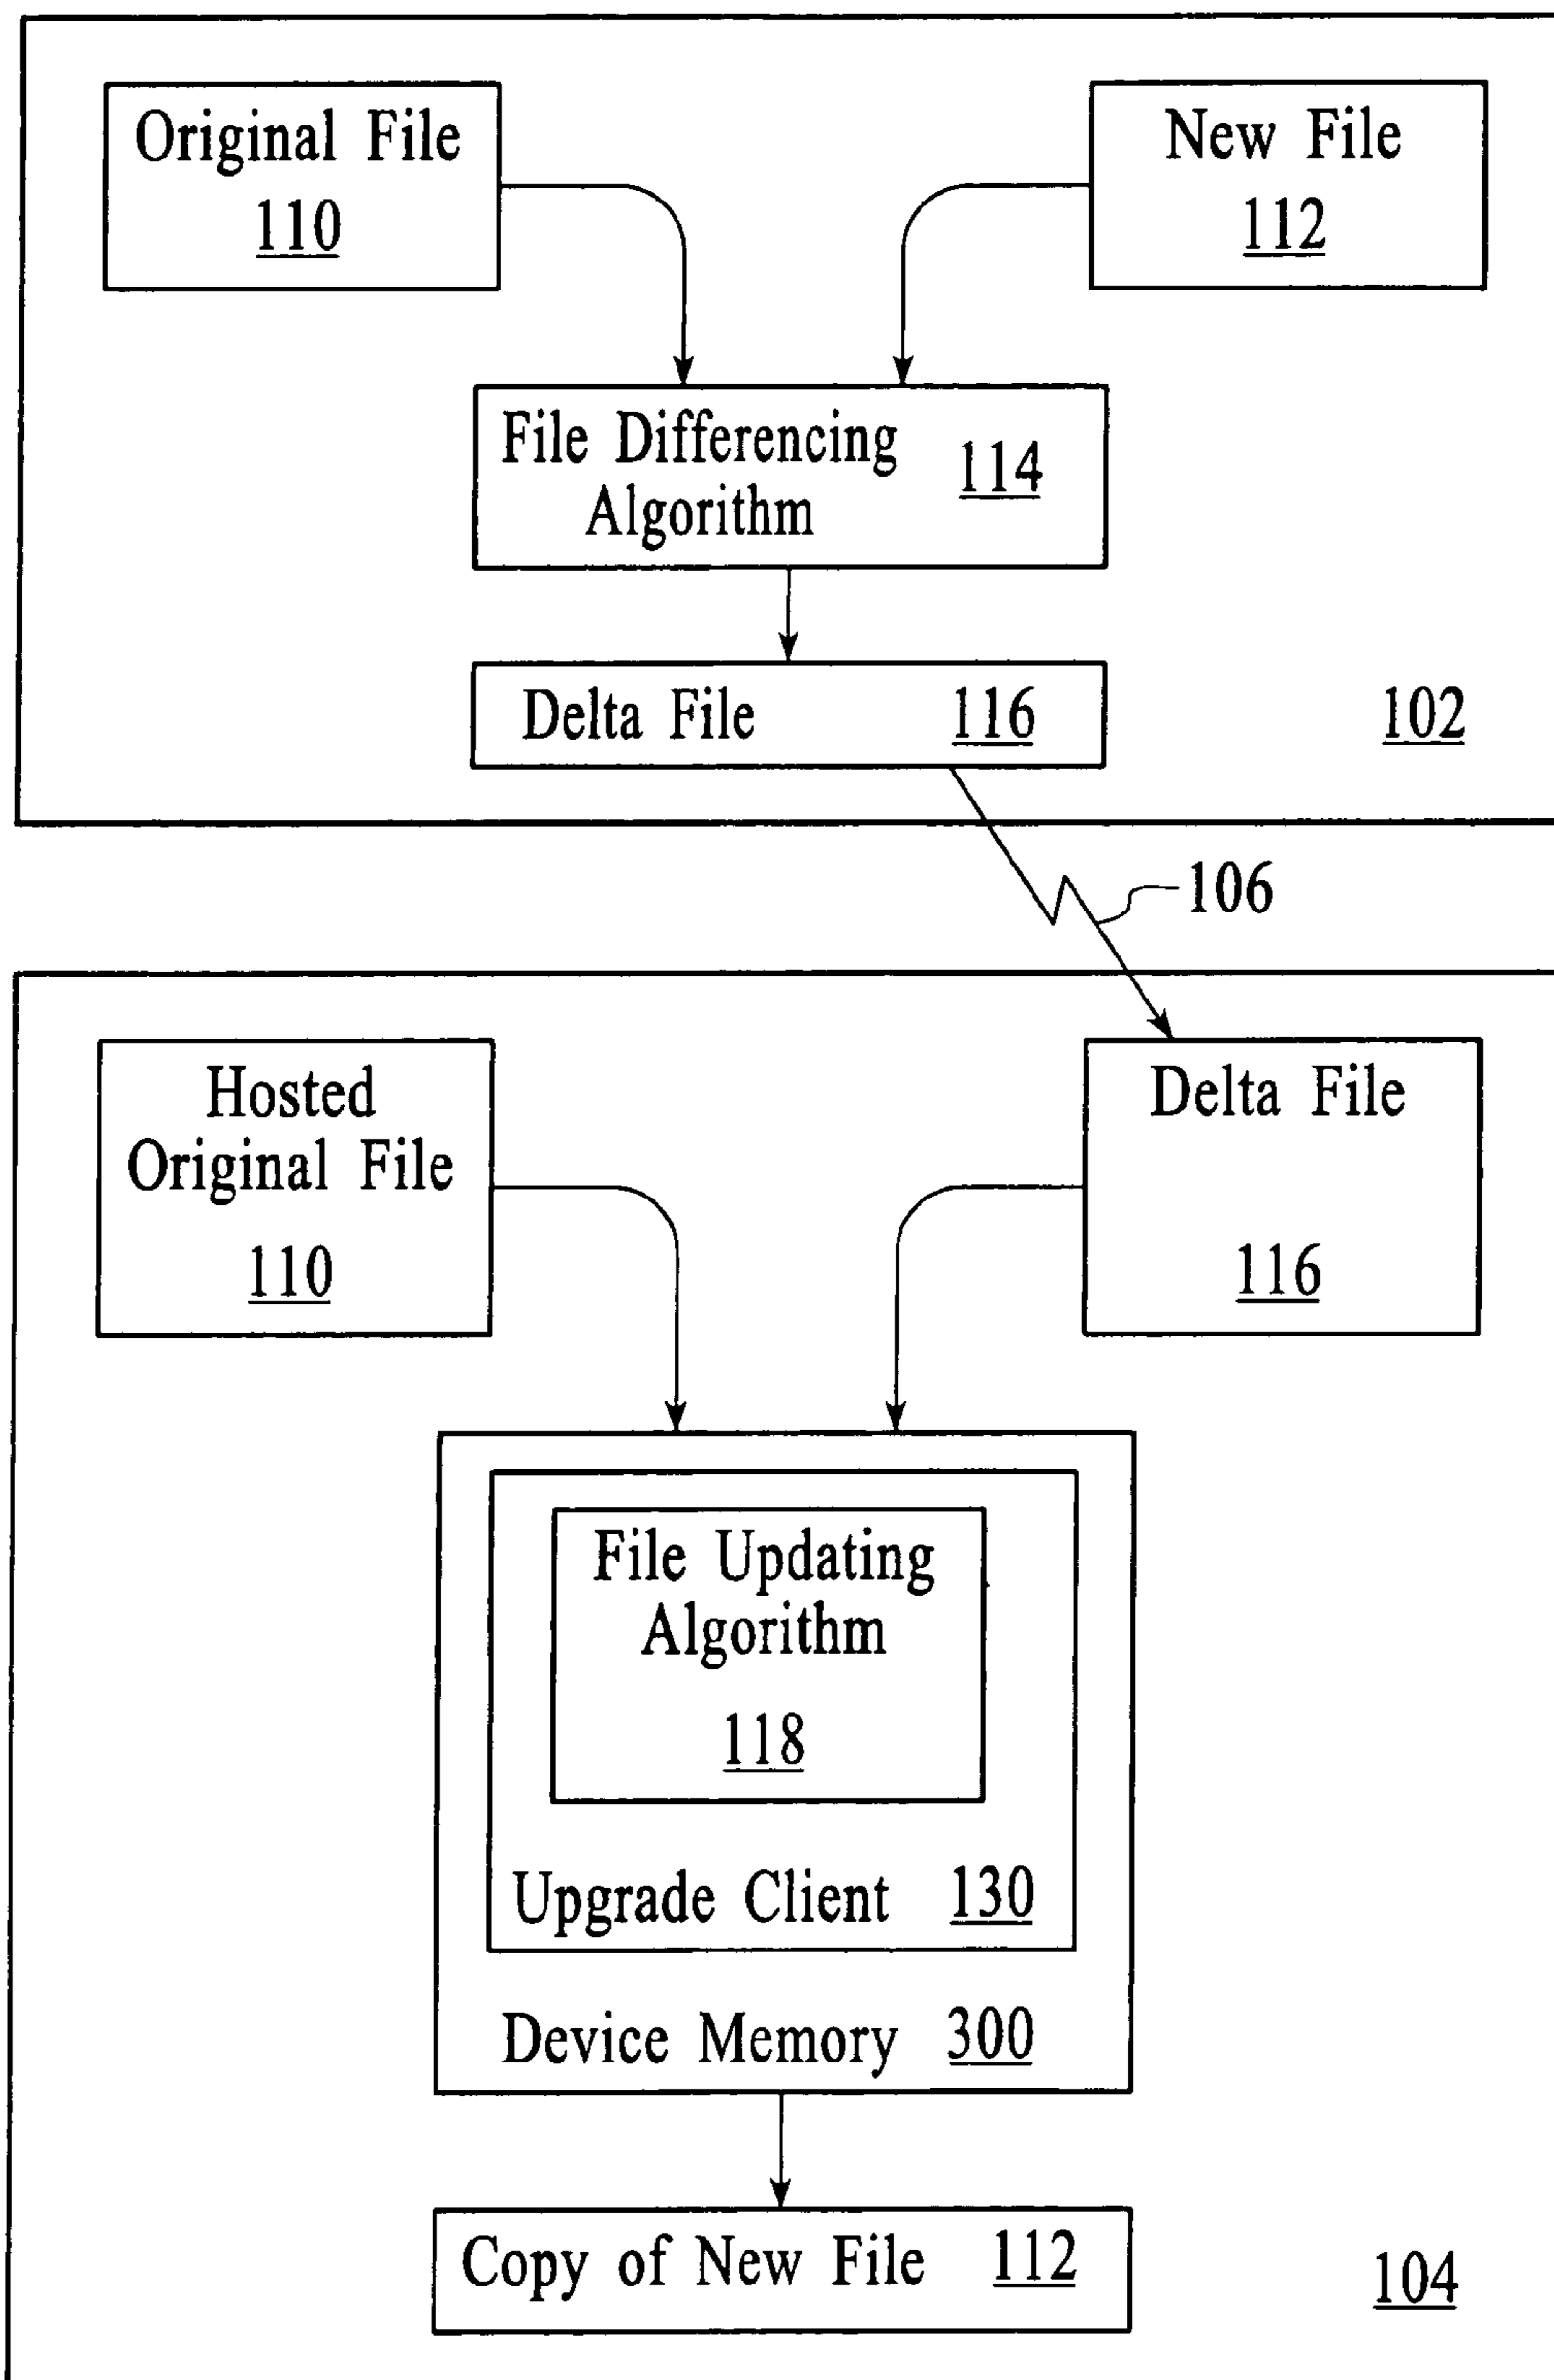 Original File
110
New File
112
File Differencing
Algorithm
114
Delta File 116
102
106
Hosted
Original File
110
Delta File
116
File Updating
Algorithm
118
Upgrade Client 130
Device Memory 300
Copy of New File 112
104